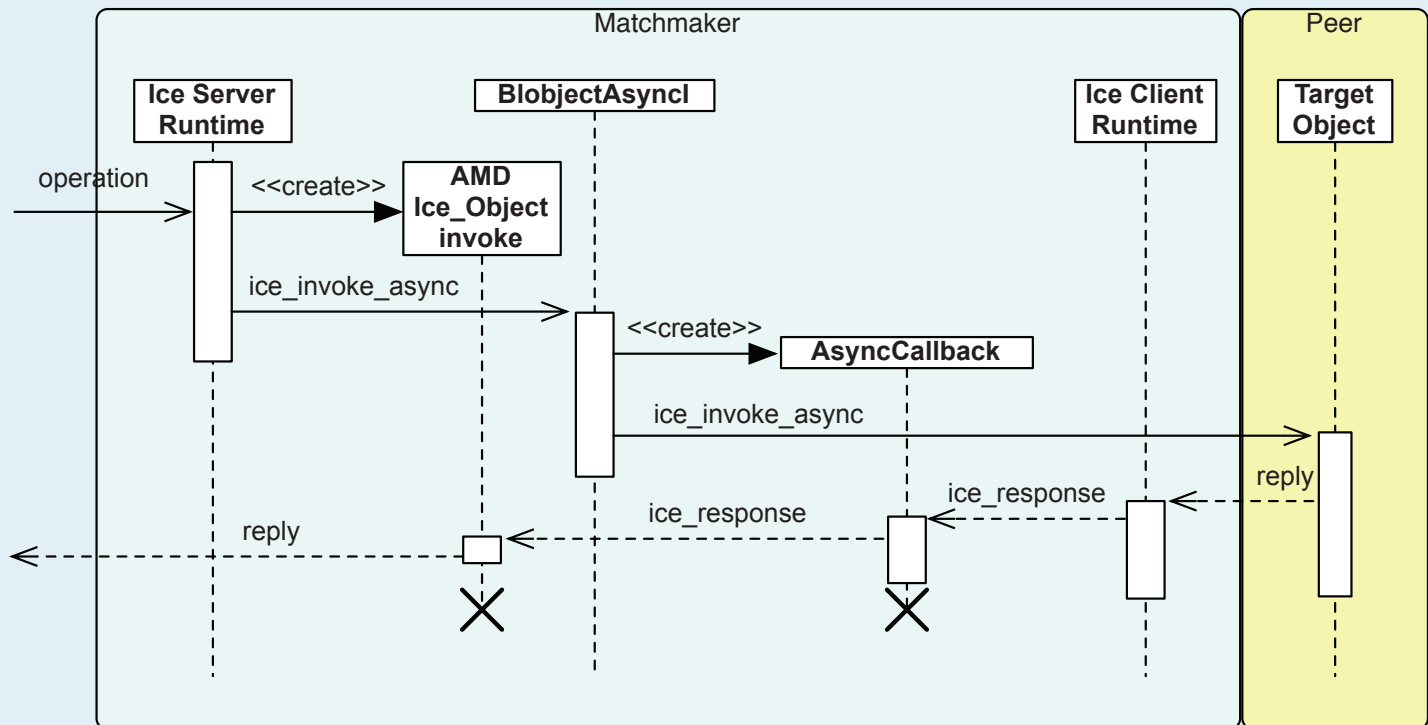 Matchmaker
Peer
Ice Server
Runtime
BlobjectAsyncI
Ice Client
Runtime
Target
Object
operation
<<create>>
AMD
Ice_Object
invoke
ice_invoke_async
<<create>>
AsyncCallback
ice_invoke_async
reply
ice_response
ice_response
reply